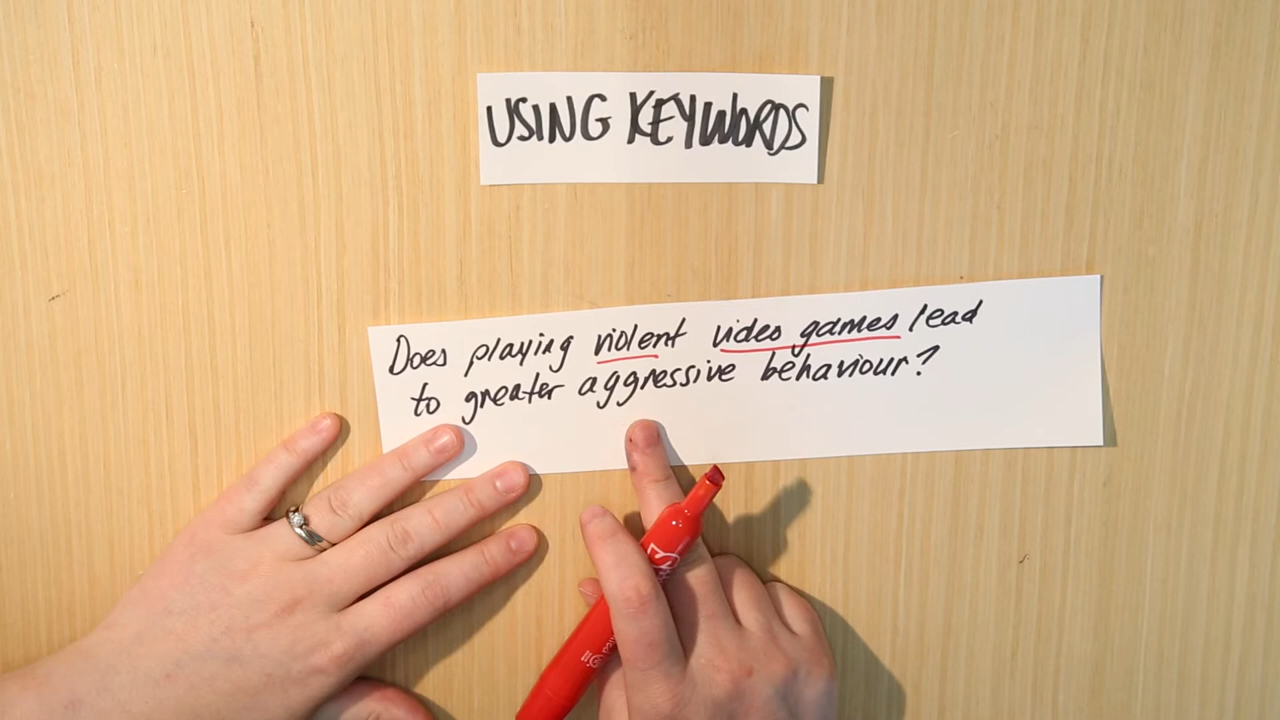 USING KEYWORDS
Does playing violent video games lead
to greater aggressive behaviour?